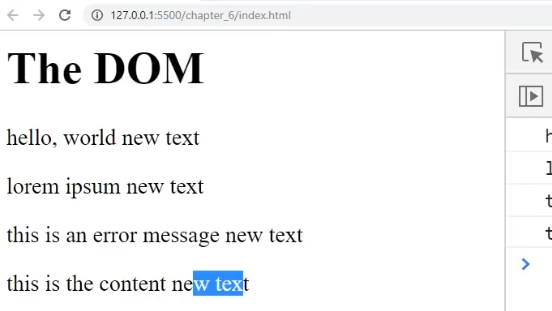 127.0.0.1:5500/chapter_6/index.html
The DOM
hello, world new text
lorem ipsum new text
this is an error message new text
this is the content new text
h
l
t
t